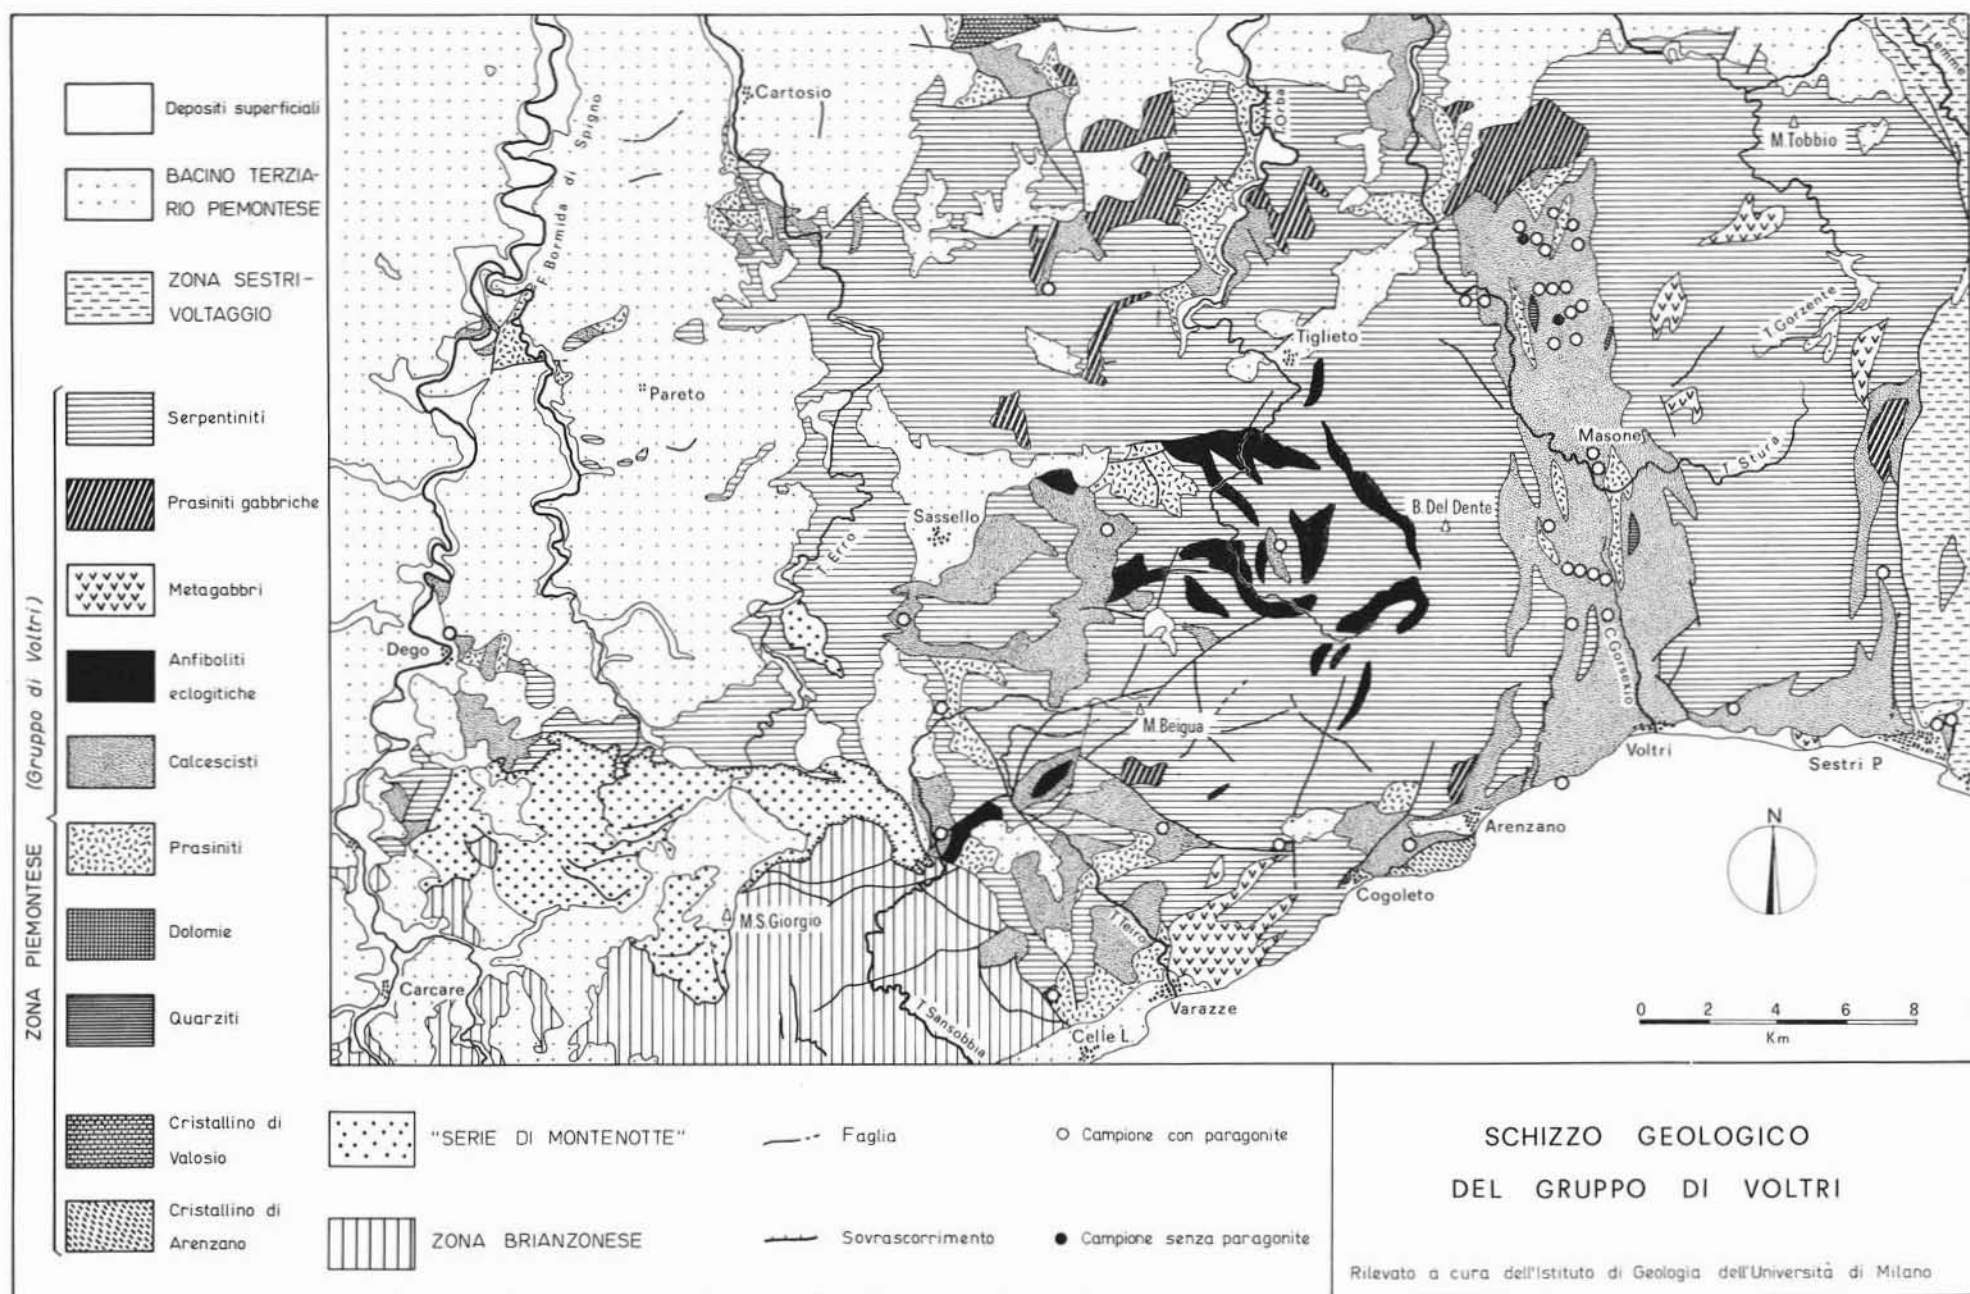 Depositi superficiali
BACINO TERZIA-
RIO PIEMONTESE
ZONA SESTRI-
VOLTAGGIO
Serpentiniti
Prasiniti gabbriche
Metagabbri
Anfiboliti
eclogitiche
Calcescisti
Prasiniti
Dolomie
Quarziti
Cristallino di
Valosio
Cristallino di
Arenzano
ZONA PIEMONTESE (Gruppo di Voltri)
"SERIE DI MONTENOTTE"
ZONA BRIANZONESE
Faglia
Sovrascorrimento
Campione con paragonite
Campione senza paragonite
Cartosio
F. Bormida di Spigno
T. Orba
T. Lemme
M. Tobbio
T. Gorzente
Tiglieto
Pareto
Masone
T. Stura
Sassello
B. Del Dente
T. Erro
Dego
C. Gorsexio
M. Beigua
Voltri
Sestri P.
Arenzano
Cogoleto
M.S. Giorgio
T. Teiro
Carcare
T. Sansobbia
Varazze
Celle L.
N
0 2 4 6 8
Km
SCHIZZO GEOLOGICO
DEL GRUPPO DI VOLTRI
Rilevato a cura dell'Istituto di Geologia dell'Università di Milano